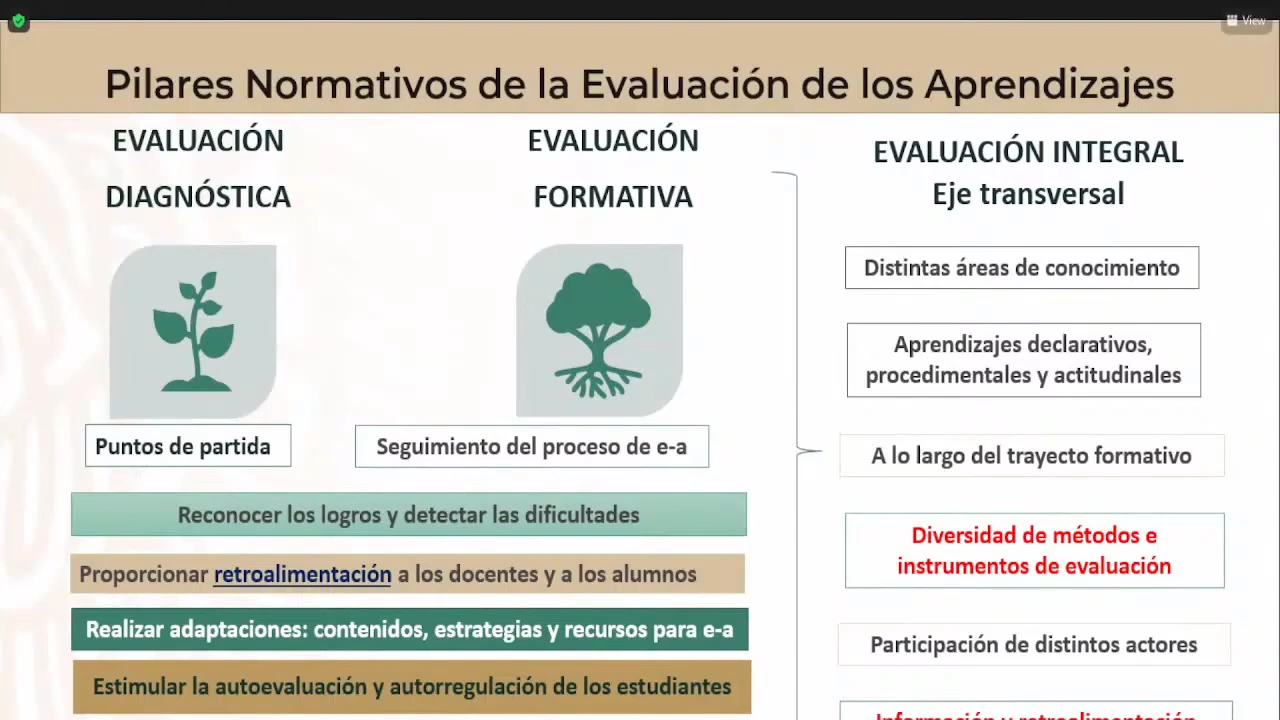 View
Pilares Normativos de la Evaluación de los Aprendizajes
EVALUACIÓN
DIAGNÓSTICA
Puntos de partida
EVALUACIÓN
FORMATIVA
Seguimiento del proceso de e-a
Reconocer los logros y detectar las dificultades
Proporcionar retroalimentación a los docentes y a los alumnos
Realizar adaptaciones: contenidos, estrategias y recursos para e-a
Estimular la autoevaluación y autorregulación de los estudiantes
EVALUACIÓN INTEGRAL
Eje transversal
Distintas áreas de conocimiento
Aprendizajes declarativos,
procedimentales y actitudinales
A lo largo del trayecto formativo
Diversidad de métodos e
instrumentos de evaluación
Participación de distintos actores
Información y retroalimentación